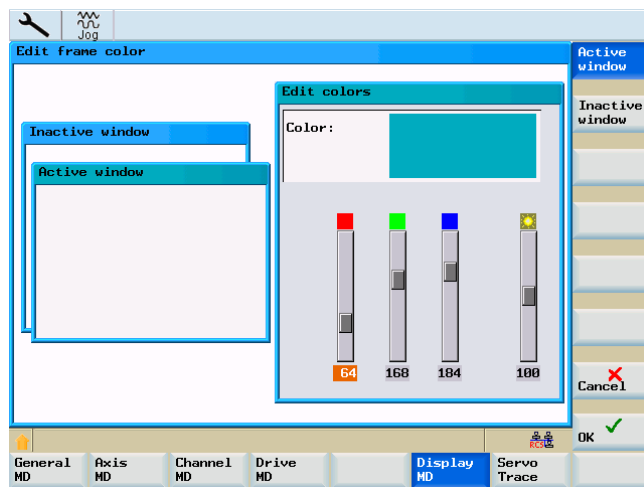 Jog
Edit frame color
Active
window
Edit colors
Inactive
window
Color:
Inactive window
Active window
64
168
184
100
Cancel
OK
RCS
General
MD
Axis
MD
Channel
MD
Drive
MD
Display
MD
Servo
Trace